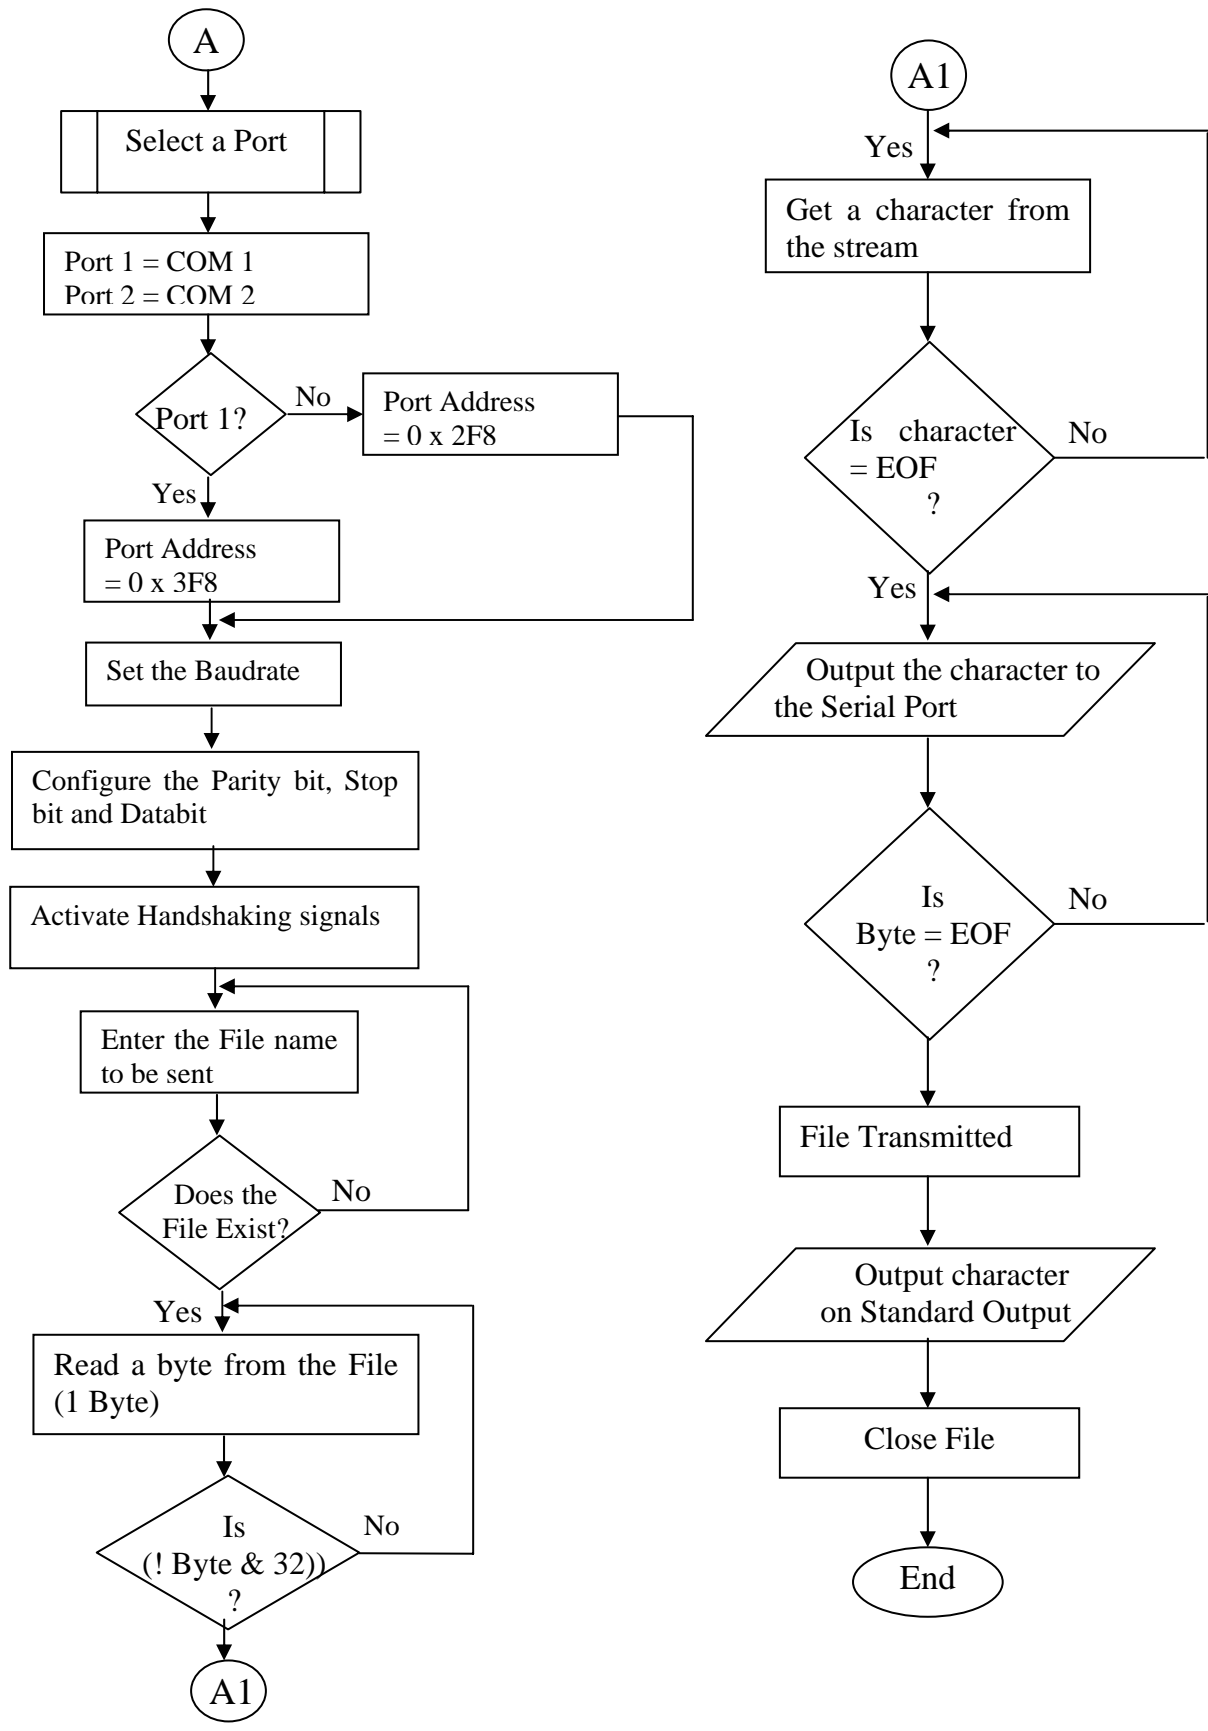 A
Select a Port
Port 1 = COM 1
Port 2 = COM 2
Port 1?
No
Port Address
= 0 x 2F8
Yes
Port Address
= 0 x 3F8
Set the Baudrate
Configure the Parity bit, Stop
bit and Databit
Activate Handshaking signals
Enter the File name
to be sent
Does the
File Exist?
No
Yes
Read a byte from the File
(1 Byte)
Is
(! Byte & 32))
?
No
A1
A1
Yes
Get a character from
the stream
Is character
= EOF
?
No
Yes
Output the character to
the Serial Port
Is
Byte = EOF
?
No
File Transmitted
Output character
on Standard Output
Close File
End